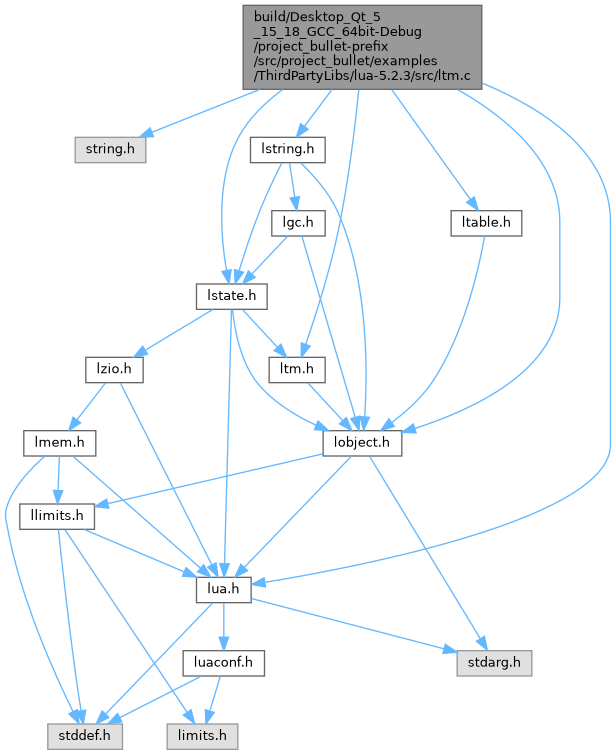 build/Desktop_Qt_5
_15_18_GCC_64bit-Debug
/project_bullet-prefix
/src/project_bullet/examples
/ThirdPartyLibs/lua-5.2.3/src/ltm.c
string.h
lstring.h
lgc.h
ltable.h
lstate.h
lzio.h
ltm.h
lmem.h
lobject.h
llimits.h
lua.h
luaconf.h
stdarg.h
stddef.h
limits.h